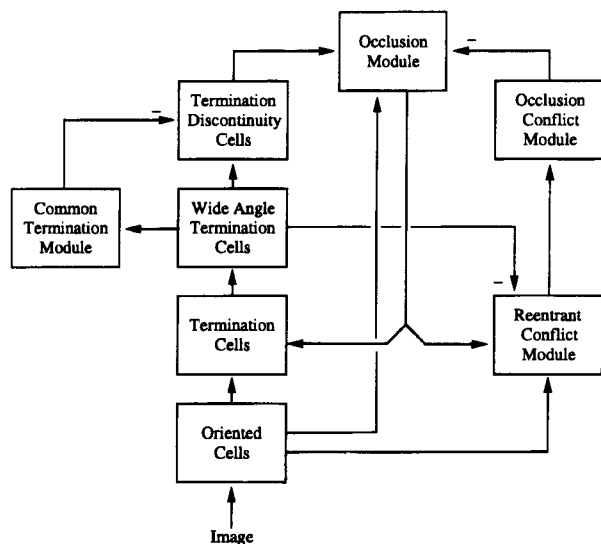 Occlusion
Module
Termination
Discontinuity
Cells
Occlusion
Conflict
Module
Common
Termination
Module
Wide Angle
Termination
Cells
Termination
Cells
Reentrant
Conflict
Module
Oriented
Cells
Image